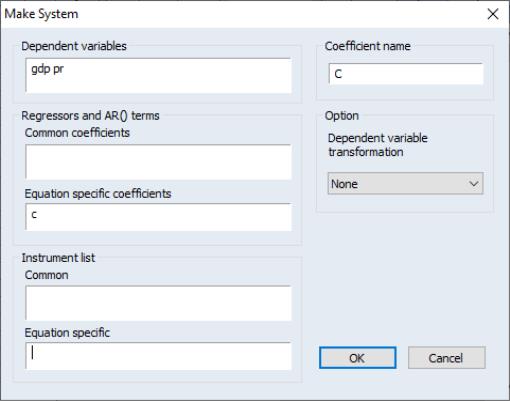 Make System
Dependent variables
gdp pr
Regressors and AR() terms
Common coefficients
Equation specific coefficients
c
Instrument list
Common
Equation specific
Coefficient name
C
Option
Dependent variable
transformation
None
OK
Cancel